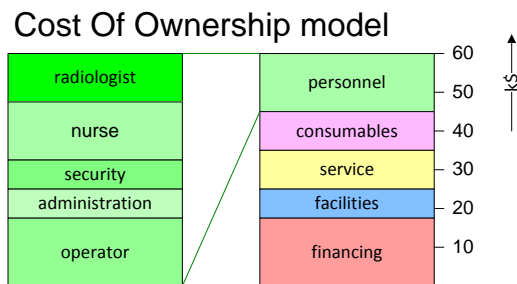 Cost Of Ownership model
radiologist
nurse
security
administration
operator
personnel
consumables
service
facilities
financing
60
50
40
30
20
10
k$